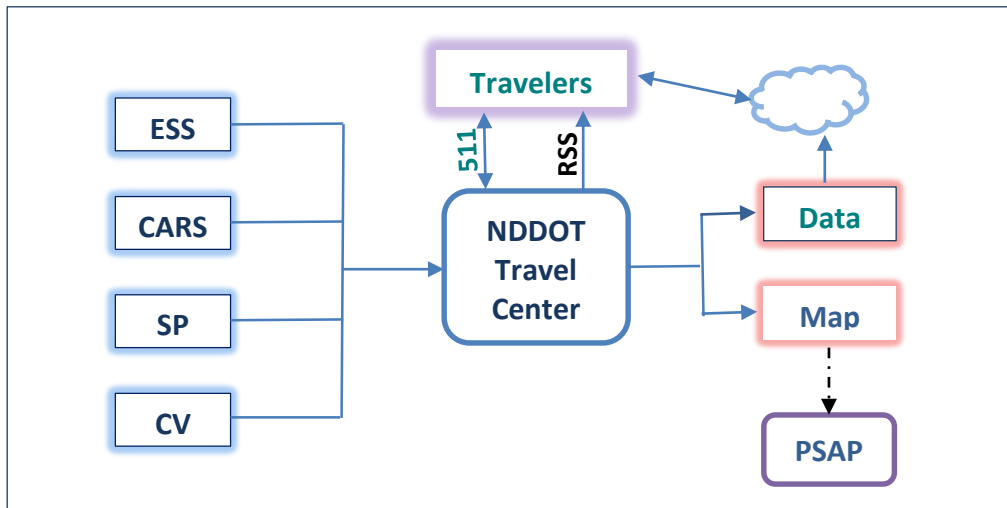 Travelers
ESS
511
RSS
CARS
NDDOT
Travel
Center
Data
SP
Map
CV
PSAP